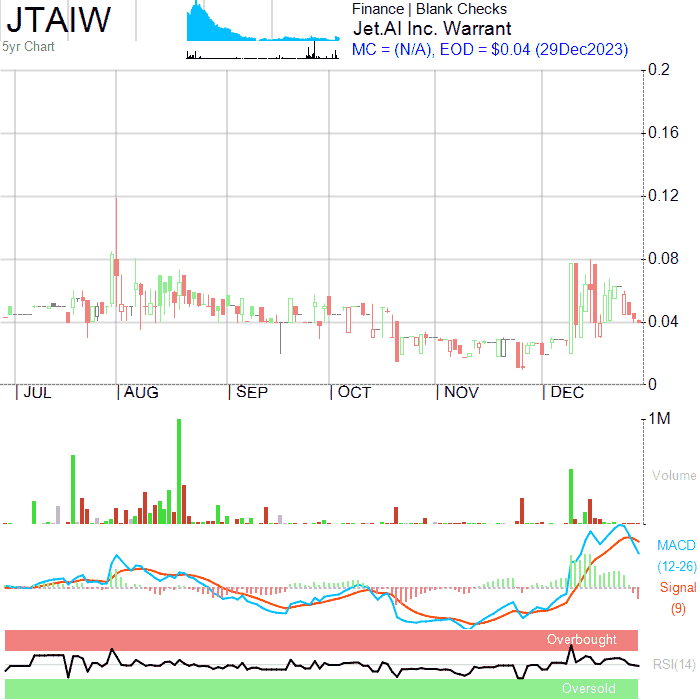 JTAIW
5yr Chart
Finance | Blank Checks
Jet.AI Inc. Warrant
MC = (N/A), EOD = $0.04 (29Dec2023)
0.2
0.16
0.12
0.08
0.04
0
JUL AUG SEP OCT NOV DEC
1M
Volume
MACD
(12-26)
Signal
(9)
Overbought
RSI(14)
Oversold